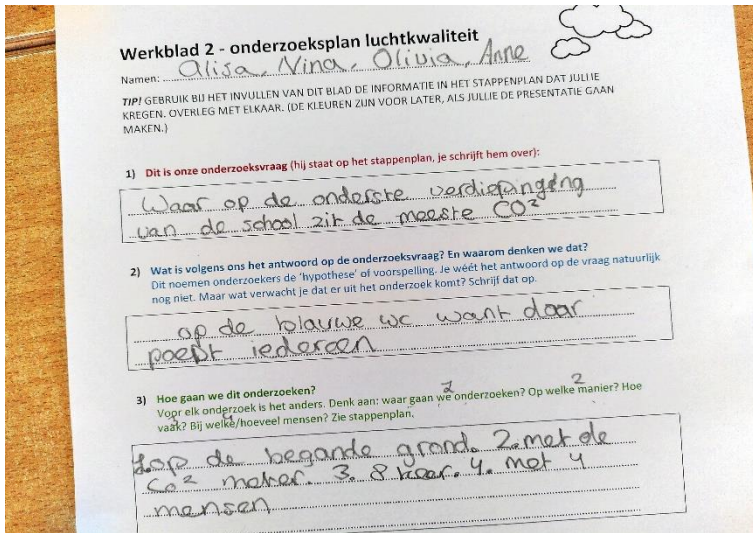 Werkblad 2 - onderzoeksplan luchtkwaliteit
Namen: Alisa, Nina, Olivia, Anne
TIP! GEBRUIK BIJ HET INVULLEN VAN DIT BLAD DE INFORMATIE IN HET STAPPENPLAN DAT JULLIE
KREGEN. OVERLEG MET ELKAAR. (DE KLEUREN ZIJN VOOR LATER, ALS JULLIE DE PRESENTATIE GAAN
MAKEN.)
1) Dit is onze onderzoeksvraag (hij staat op het stappenplan, je schrijft hem over):
Waar op de onderste verdiepingeng
van de school zit de meeste CO²
2) Wat is volgens ons het antwoord op de onderzoeksvraag? En waarom denken we dat?
Dit noemen onderzoekers de 'hypothese' of voorspelling. Je wéét het antwoord op de vraag natuurlijk
nog niet. Maar wat verwacht je dat er uit het onderzoek komt? Schrijf dat op.
op de blauwe wc want daar
poept iedereen
3) Hoe gaan we dit onderzoeken?
1 2
Voor elk onderzoek is het anders. Denk aan: waar gaan we onderzoeken? Op welke manier? Hoe
3 4
vaak? Bij welke/hoeveel mensen? Zie stappenplan.
1. op de begande grond. 2. met de
Co² meter. 3. 8 keer. 4. met 4
mensen